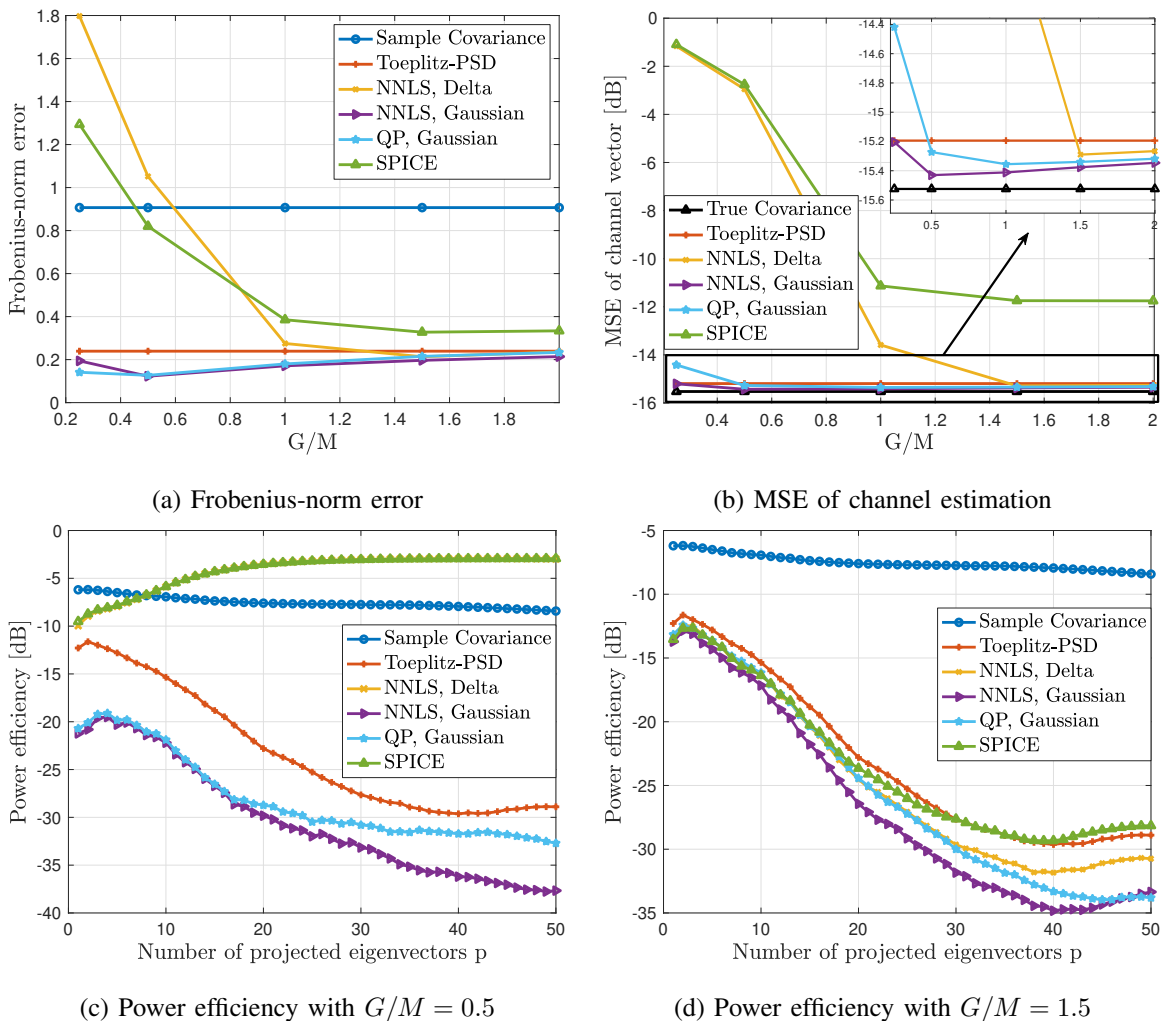 1.8
1.6
1.4
1.2
1
0.8
0.6
0.4
0.2
0
Frobenius-norm error
Sample Covariance
Toeplitz-PSD
NNLS, Delta
NNLS, Gaussian
QP, Gaussian
SPICE
0.2 0.4 0.6 0.8 1 1.2 1.4 1.6 1.8
G/M
(a) Frobenius-norm error
0
-2
-4
-6
-8
-10
-12
-14
-16
MSE of channel vector [dB]
-14.4
-14.6
-14.8
-15
-15.2
-15.4
-15.6
0.5 1 1.5 2
True Covariance
Toeplitz-PSD
NNLS, Delta
NNLS, Gaussian
QP, Gaussian
SPICE
0.4 0.6 0.8 1 1.2 1.4 1.6 1.8 2
G/M
(b) MSE of channel estimation
0
-5
-10
-15
-20
-25
-30
-35
-40
Power efficiency [dB]
Sample Covariance
Toeplitz-PSD
NNLS, Delta
NNLS, Gaussian
QP, Gaussian
SPICE
0 10 20 30 40 50
Number of projected eigenvectors p
(c) Power efficiency with G/M = 0.5
-5
-10
-15
-20
-25
-30
-35
Power efficiency [dB]
Sample Covariance
Toeplitz-PSD
NNLS, Delta
NNLS, Gaussian
QP, Gaussian
SPICE
0 10 20 30 40 50
Number of projected eigenvectors p
(d) Power efficiency with G/M = 1.5